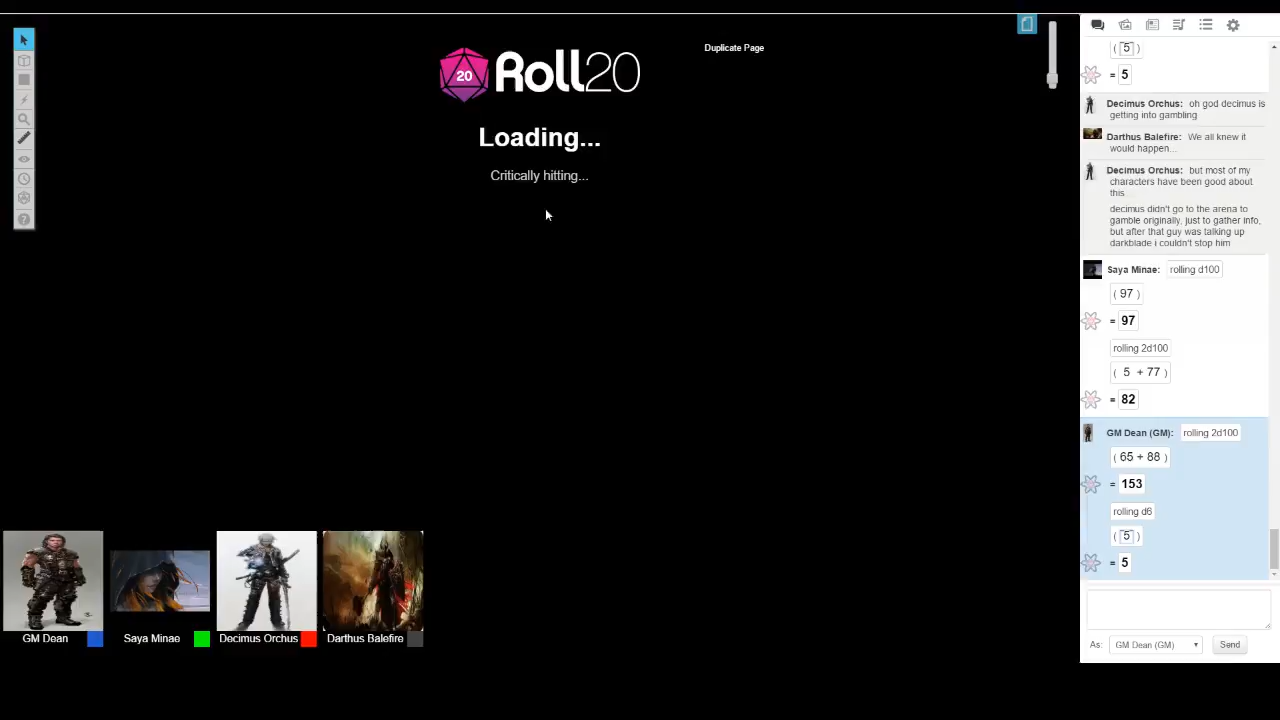 20 Roll20
Duplicate Page
Loading...
Critically hitting...
GM Dean
Saya Minae
Decimus Orchus
Darthus Balefire
( 5 )
= 5
Decimus Orchus: oh god decimus is
getting into gambling
Darthus Balefire: We all knew it
would happen...
Decimus Orchus: but most of my
characters have been good about
this
decimus didn't go to the arena to
gamble originally, just to gather info,
but after that guy was talking up
darkblade i couldn't stop him
Saya Minae: rolling d100
( 97 )
= 97
rolling 2d100
( 5 + 77 )
= 82
GM Dean (GM): rolling 2d100
( 65 + 88 )
= 153
rolling d6
( 5 )
= 5
As: GM Dean (GM) Send